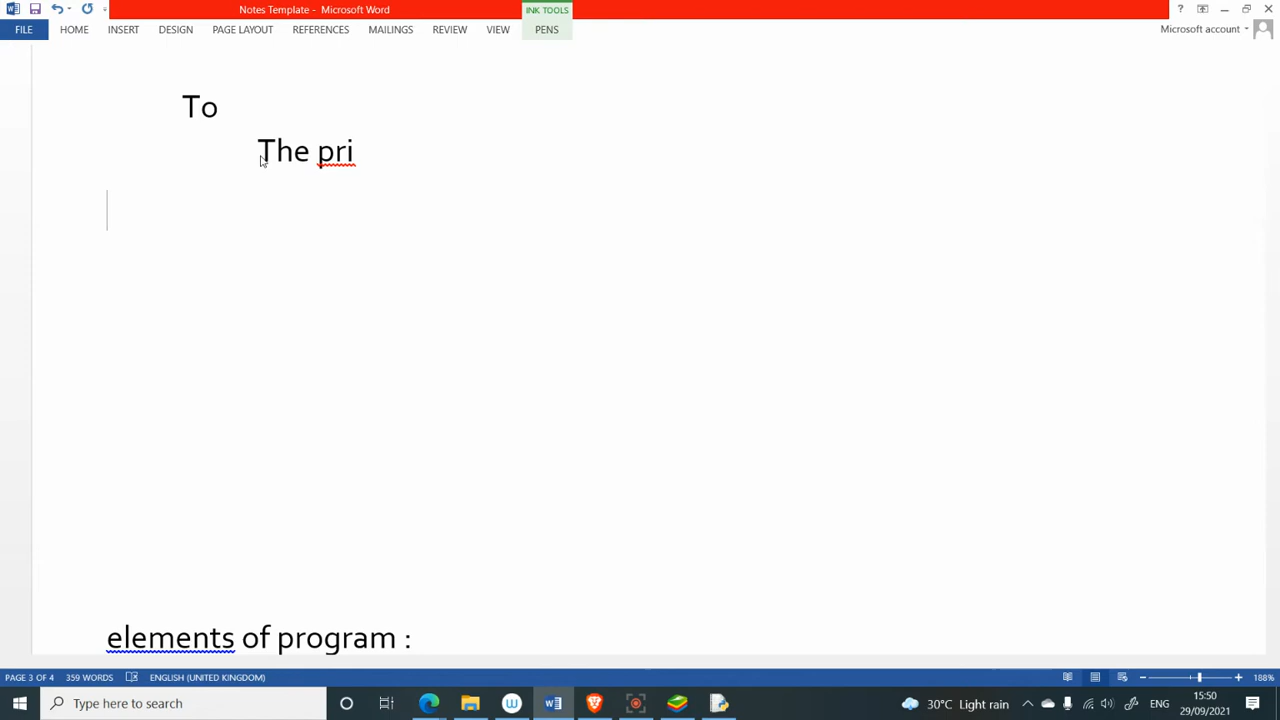 Notes Template - Microsoft Word
INK TOOLS
?
FILE
HOME
INSERT
DESIGN
PAGE LAYOUT
REFERENCES
MAILINGS
REVIEW
VIEW
PENS
Microsoft account
To
The pri
elements of program :
PAGE 3 OF 4
359 WORDS
ENGLISH (UNITED KINGDOM)
188%
Type here to search
30°C Light rain
ENG
15:50
29/09/2021